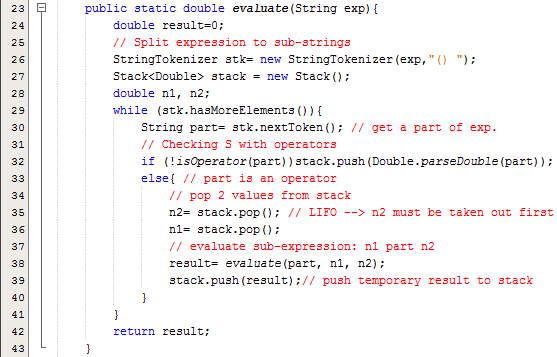 23 public static double evaluate(String exp){
24 double result=0;
25 // Split expression to sub-strings
26 StringTokenizer stk= new StringTokenizer(exp,"() ");
27 Stack<Double> stack = new Stack();
28 double n1, n2;
29 while (stk.hasMoreElements()){
30 String part= stk.nextToken(); // get a part of exp.
31 // Checking S with operators
32 if (!isOperator(part))stack.push(Double.parseDouble(part));
33 else{ // part is an operator
34 // pop 2 values from stack
35 n2= stack.pop(); // LIFO --> n2 must be taken out first
36 n1= stack.pop();
37 // evaluate sub-expression: n1 part n2
38 result= evaluate(part, n1, n2);
39 stack.push(result);// push temporary result to stack
40 }
41 }
42 return result;
43 }